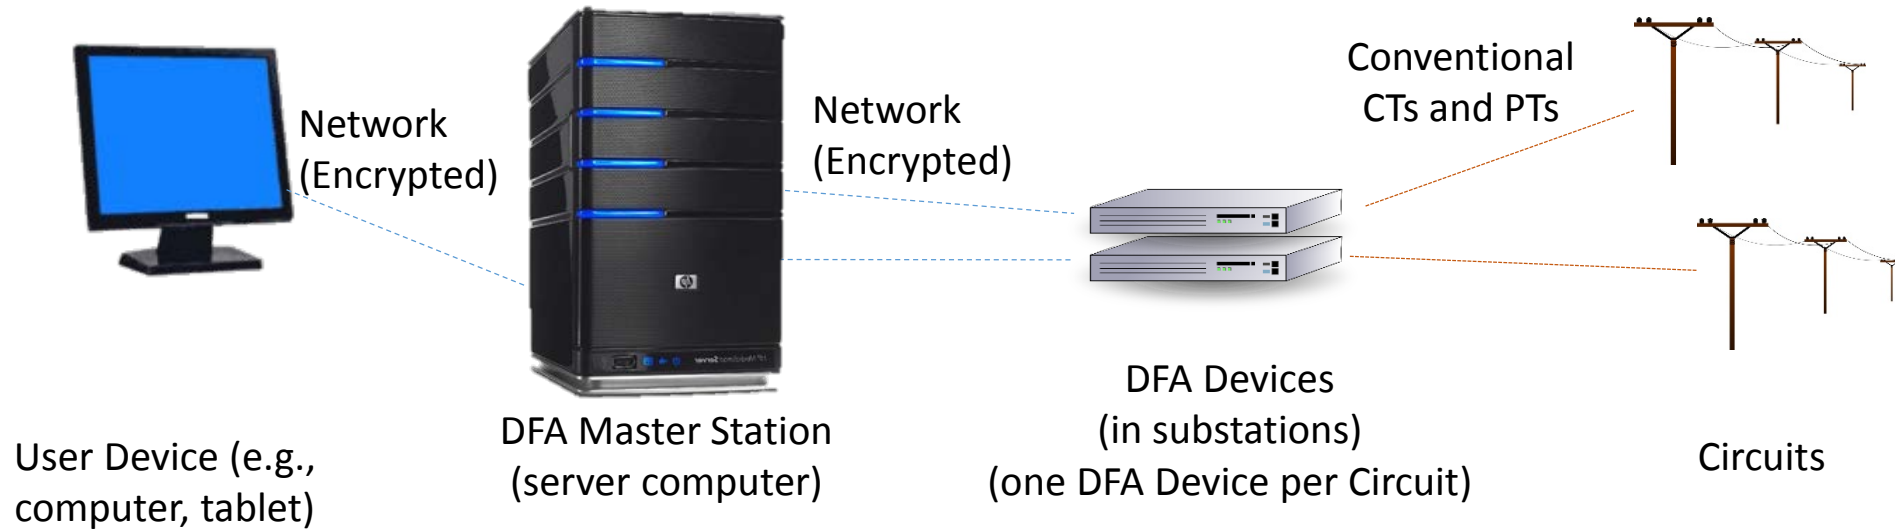 Network
(Encrypted)
Network
(Encrypted)
Conventional
CTs and PTs
hp
User Device (e.g.,
computer, tablet)
DFA Master Station
(server computer)
DFA Devices
(in substations)
(one DFA Device per Circuit)
Circuits